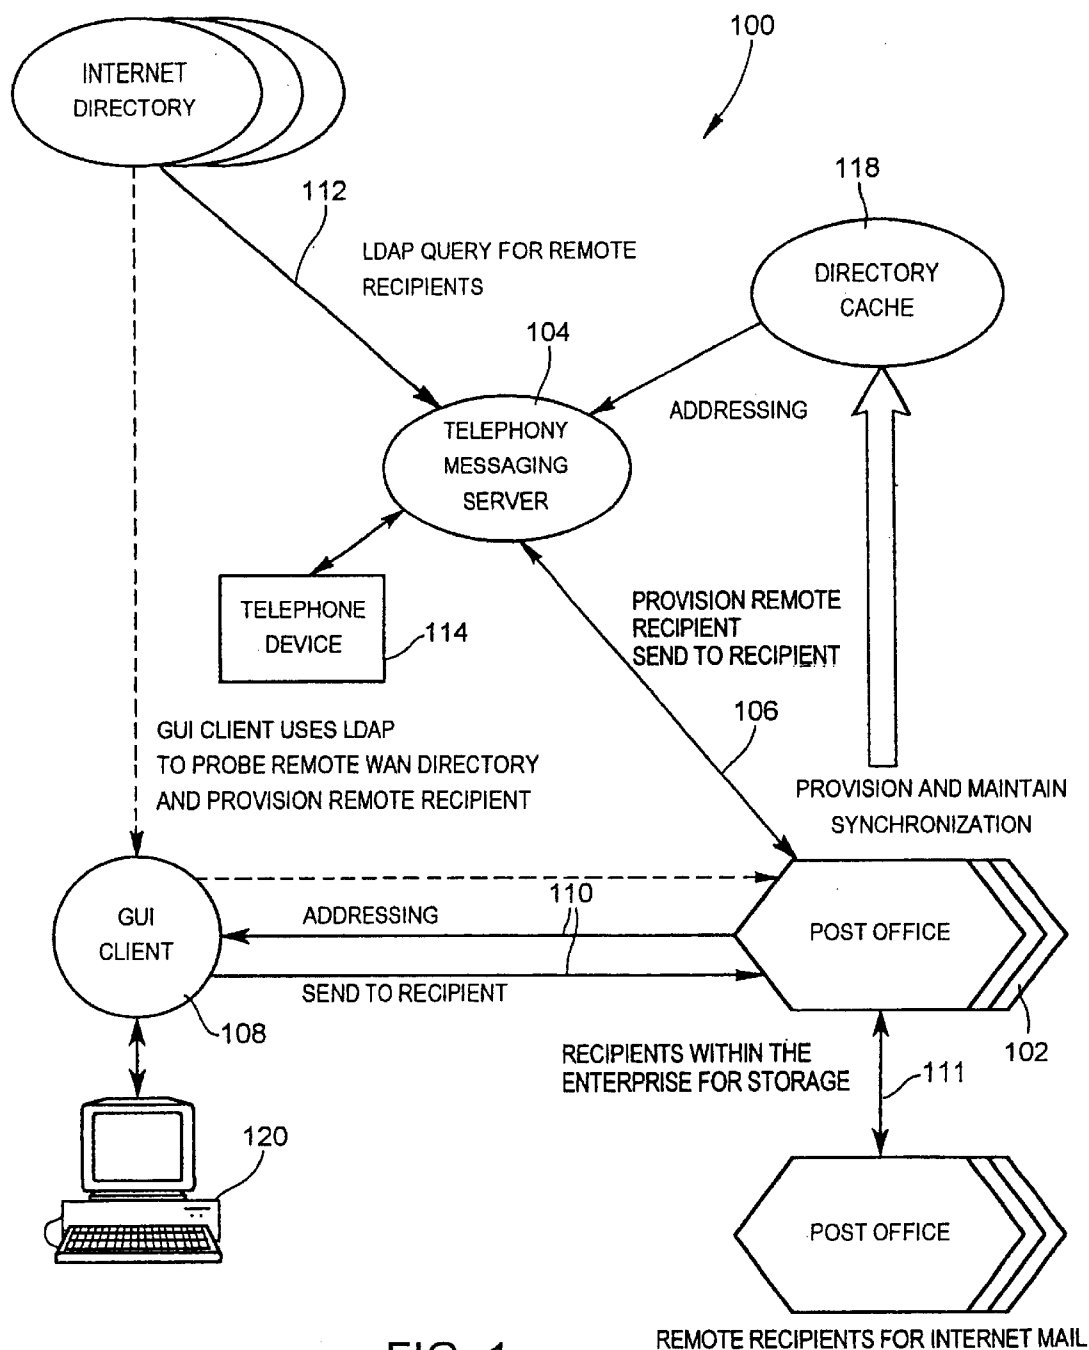 100
INTERNET
DIRECTORY
118
112
LDAP QUERY FOR REMOTE
RECIPIENTS
DIRECTORY
CACHE
104
ADDRESSING
TELEPHONY
MESSAGING
SERVER
PROVISION REMOTE
RECIPIENT
SEND TO RECIPIENT
TELEPHONE
DEVICE
114
106
GUI CLIENT USES LDAP
TO PROBE REMOTE WAN DIRECTORY
AND PROVISION REMOTE RECIPIENT
PROVISION AND MAINTAIN
SYNCHRONIZATION
110
ADDRESSING
GUI
CLIENT
POST OFFICE
SEND TO RECIPIENT
108
102
RECIPIENTS WITHIN THE
ENTERPRISE FOR STORAGE
111
120
POST OFFICE
REMOTE RECIPIENTS FOR INTERNET MAIL
FIG. 1